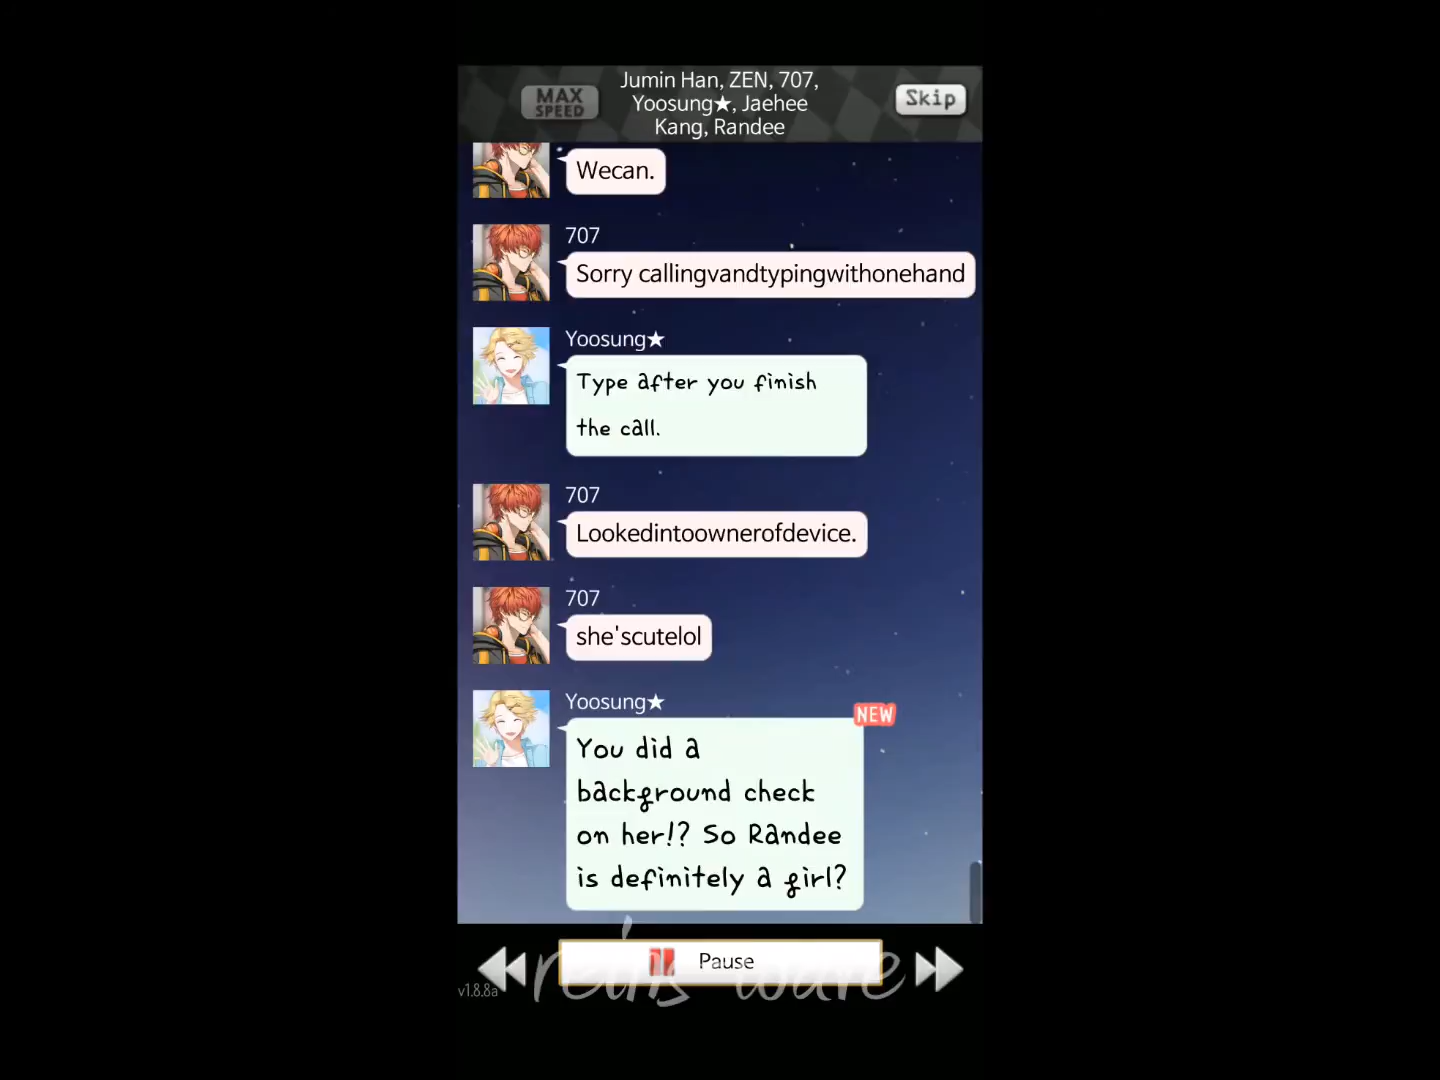 MAX
SPEED
Jumin Han, ZEN, 707,
Yoosung★, Jaehee
Kang, Randee
Skip
Wecan.
707
Sorry callingvandtypingwithonehand
Yoosung★
Type after you finish
the call.
707
Lookedintoownerofdevice.
707
she'scutelol
Yoosung★
NEW
You did a
background check
on her!? So Randee
is definitely a girl?
Pause
v1.8.8a